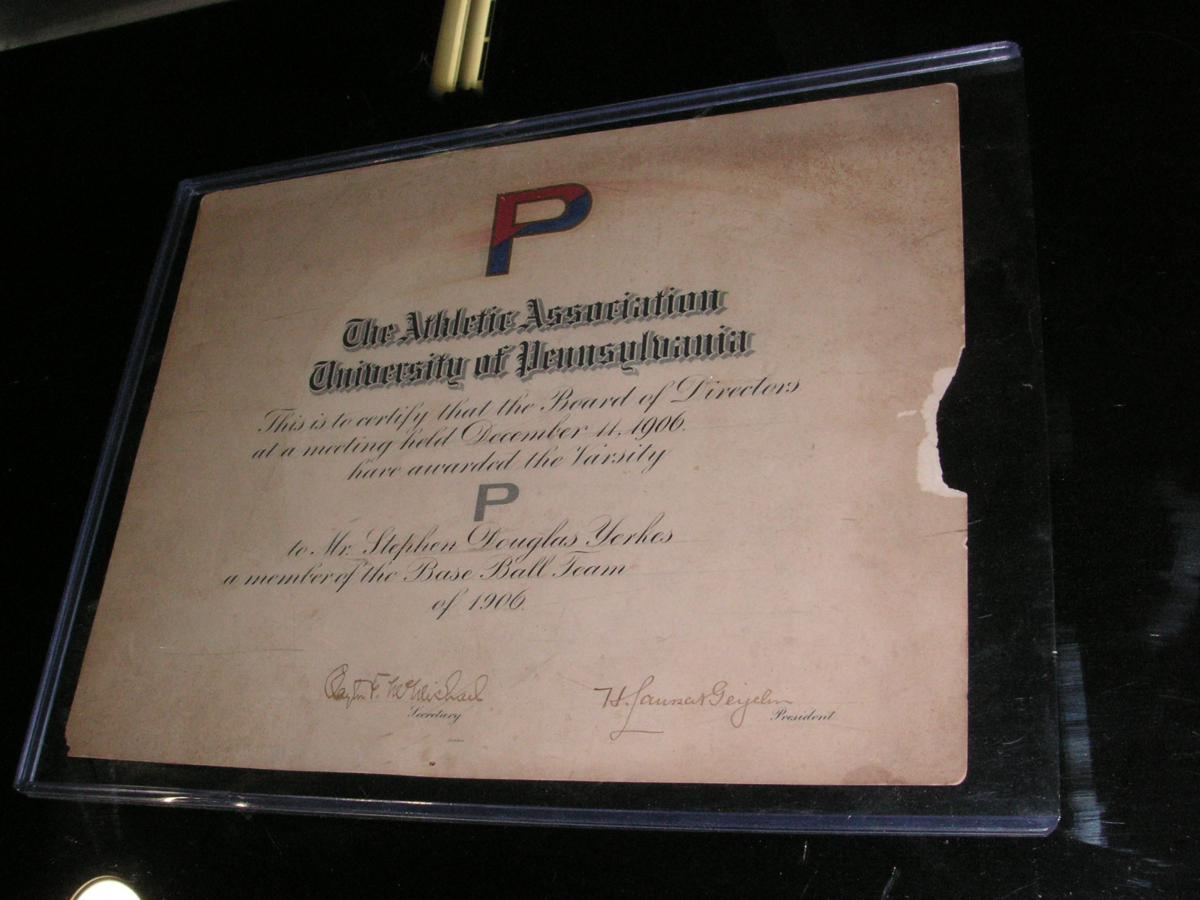 P
The Athletic Association
University of Pennsylvania
This is to certify that the Board of Directors
at a meeting held December 11, 1906.
have awarded the Varsity
P
to Mr. Stephen Douglas Yerkes
a member of the Base Ball Team
of 1906.
H. Geijelin
Secretary
President